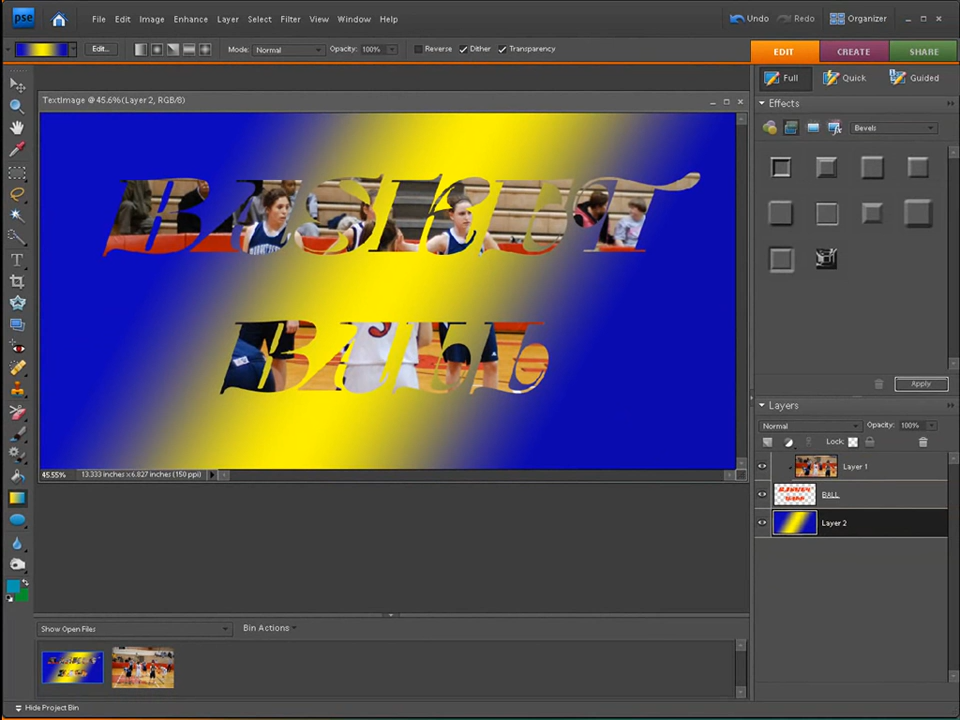 pse File Edit Image Enhance Layer Select Filter View Window Help Undo Redo Organizer
Edit... Mode: Normal Opacity: 100% Reverse Dither Transparency EDIT CREATE SHARE
Full Quick Guided
TextImage @ 45.6%(Layer 2, RGB/8)
Effects
Bevels
BASKET
BALL
Apply
Layers
Normal Opacity: 100%
Lock:
Layer 1
BALL
Layer 2
45.55% 13.333 inches x 6.827 inches (150 ppi)
Show Open Files Bin Actions
Hide Project Bin